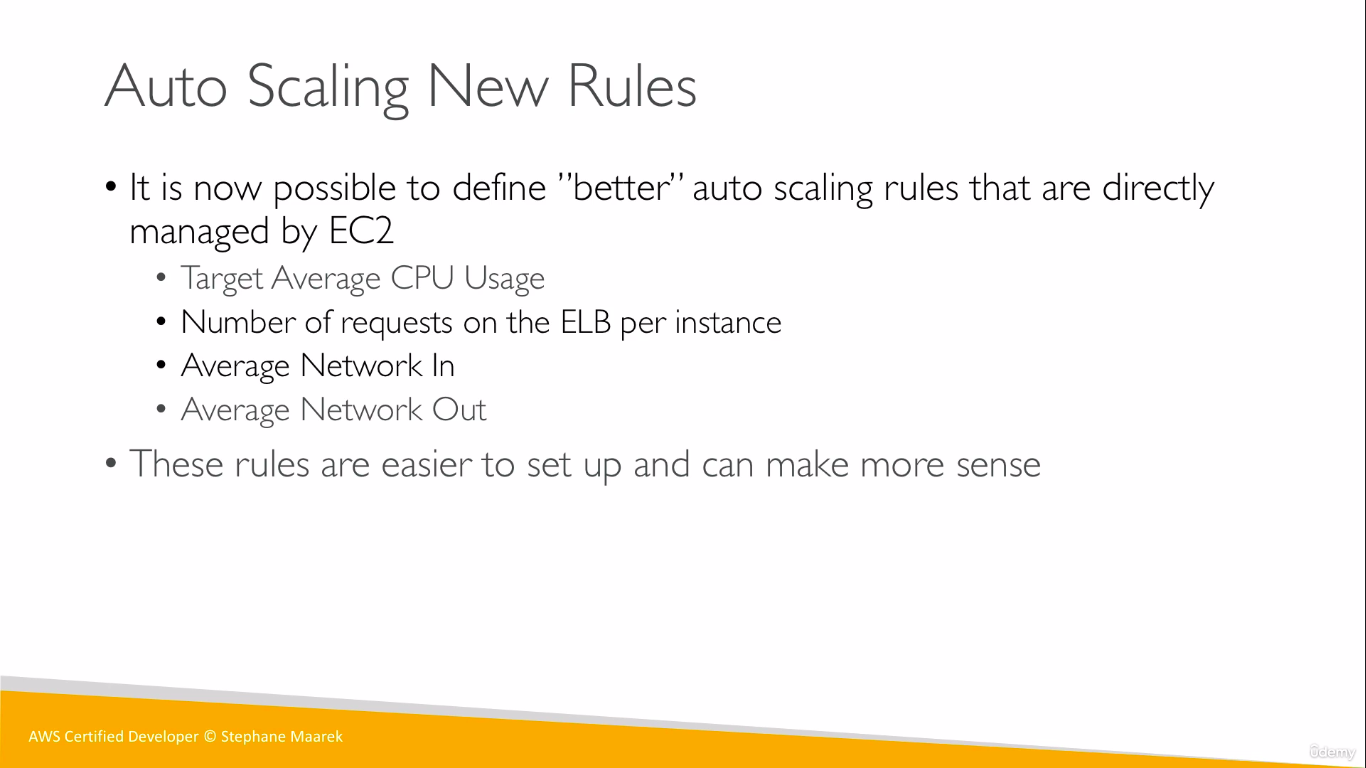 Auto Scaling New Rules
• It is now possible to define ”better” auto scaling rules that are directly
managed by EC2
• Target Average CPU Usage
• Number of requests on the ELB per instance
• Average Network In
• Average Network Out
• These rules are easier to set up and can make more sense
AWS Certified Developer © Stephane Maarek
ûdemy